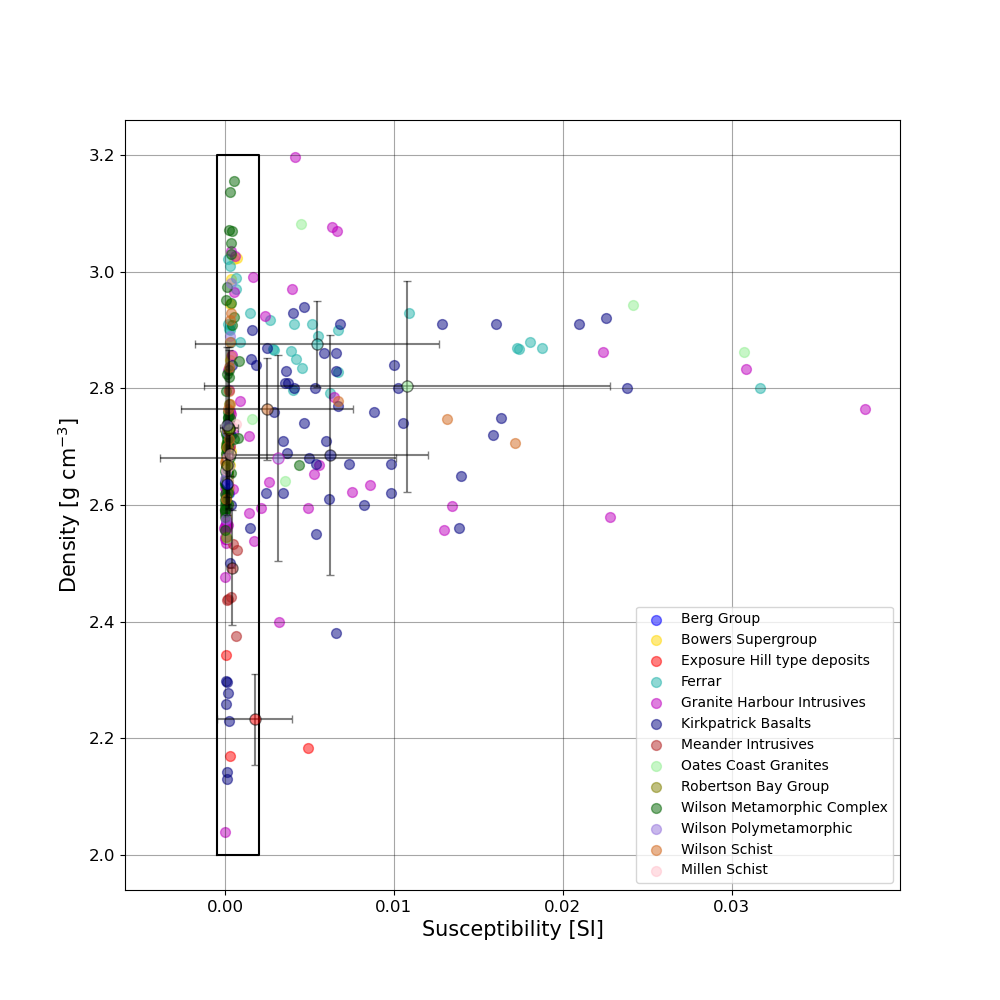 3.2
3.0
2.8
2.6
2.4
2.2
2.0
Density [g cm⁻³]
0.00 0.01 0.02 0.03
Susceptibility [SI]
Berg Group
Bowers Supergroup
Exposure Hill type deposits
Ferrar
Granite Harbour Intrusives
Kirkpatrick Basalts
Meander Intrusives
Oates Coast Granites
Robertson Bay Group
Wilson Metamorphic Complex
Wilson Polymetamorphic
Wilson Schist
Millen Schist